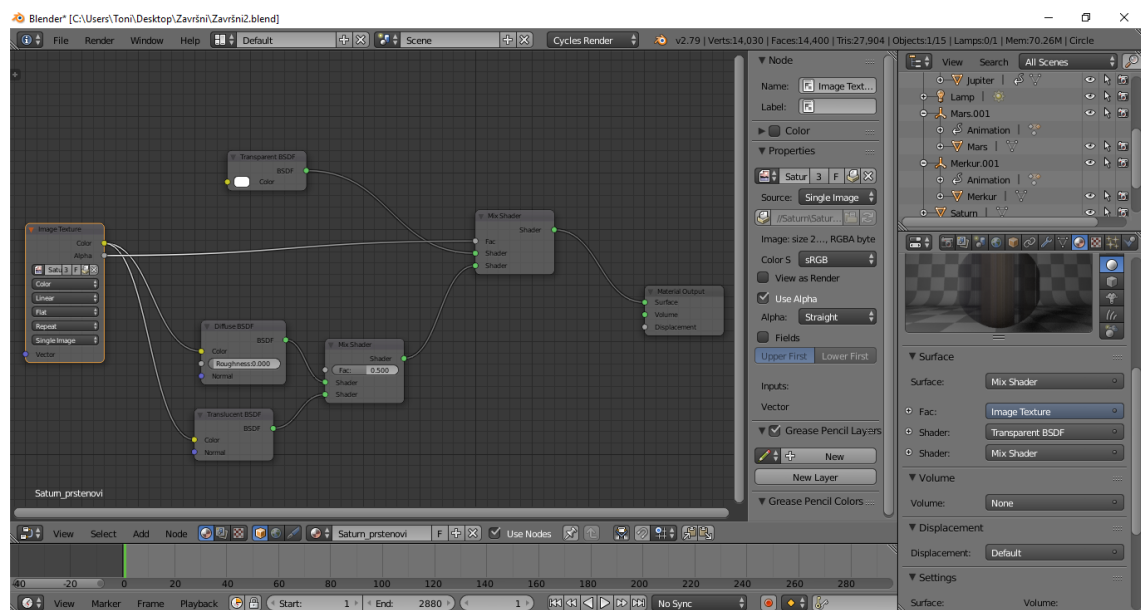 Blender* [C:\Users\Toni\Desktop\Završni\Završni2.blend]
File Render Window Help Default Scene Cycles Render v2.79 | Verts:14,030 | Faces:14,400 | Tris:27,904 | Objects:1/15 | Lamps:0/1 | Mem:70.26M | Circle
Transparent BSDF
BSDF
Color
Image Texture
Color
Alpha
Satu 3 F
Color
Linear
Flat
Repeat
Single Image
Vector
Diffuse BSDF
BSDF
Color
Roughness:0.000
Normal
Translucent BSDF
BSDF
Color
Normal
Mix Shader
Shader
Fac: 0.500
Shader
Shader
Mix Shader
Shader
Fac
Shader
Shader
Material Output
Surface
Volume
Displacement
Saturn_prstenovi
Node
Name: Image Text...
Label:
Color
Properties
Satur 3 F
Source: Single Image
//Saturn\Satur...
Image: size 2..., RGBA byte
Color S sRGB
View as Render
Use Alpha
Alpha: Straight
Fields
Upper First Lower First
Inputs:
Vector
Grease Pencil Layers
New
New Layer
Grease Pencil Colors
View Search All Scenes
Jupiter
Lamp
Mars.001
Animation
Mars
Merkur.001
Animation
Merkur
Saturn
Surface
Surface: Mix Shader
Fac: Image Texture
Shader: Transparent BSDF
Shader: Mix Shader
Volume
Volume: None
Displacement
Displacement: Default
Settings
Surface: Volume:
View Select Add Node Saturn_prstenovi F Use Nodes
-40 -20 0 20 40 60 80 100 120 140 160 180 200 220 240 260 280
View Marker Frame Playback Start: 1 End: 2880 1 No Sync